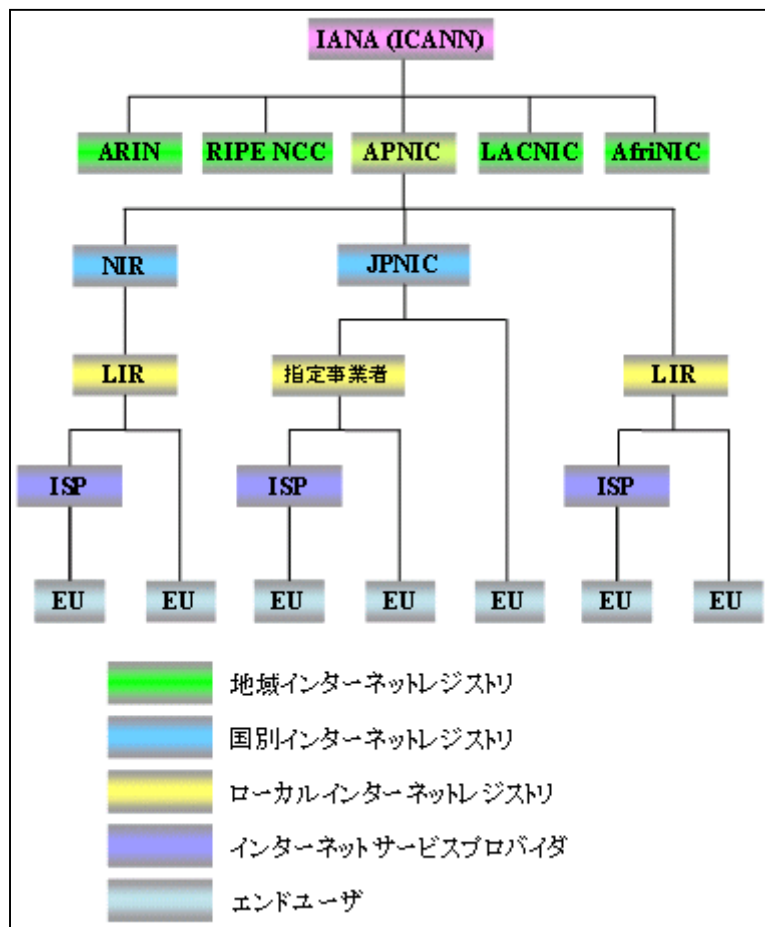 IANA (ICANN)
ARIN RIPE NCC APNIC LACNIC AfriNIC
NIR JPNIC
LIR 指定事業者 LIR
ISP ISP ISP
EU EU EU EU EU EU EU
地域インターネットレジストリ
国別インターネットレジストリ
ローカルインターネットレジストリ
インターネットサービスプロバイダ
エンドユーザ